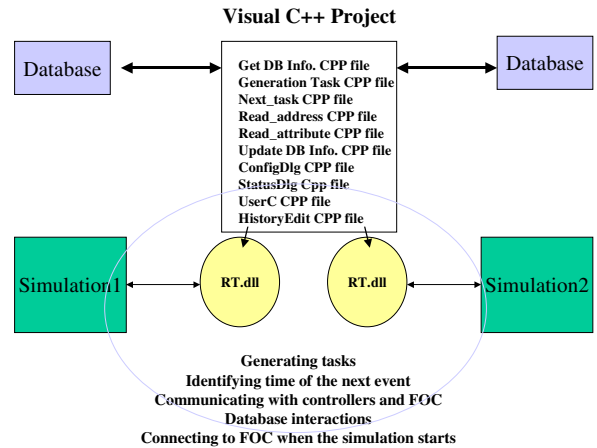 Visual C++ Project
Database
Database
Get DB Info. CPP file
Generation Task CPP file
Next_task CPP file
Read_address CPP file
Read_attribute CPP file
Update DB Info. CPP file
ConfigDlg CPP file
StatusDlg Cpp file
UserC CPP file
HistoryEdit CPP file
Simulation1
RT.dll
RT.dll
Simulation2
Generating tasks
Identifying time of the next event
Communicating with controllers and FOC
Database interactions
Connecting to FOC when the simulation starts